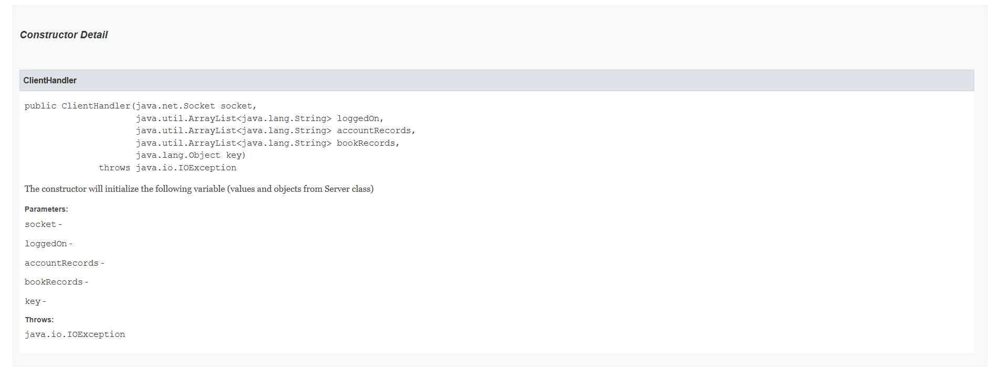 Constructor Detail
ClientHandler
public ClientHandler(java.net.Socket socket,
java.util.ArrayList<java.lang.String> loggedOn,
java.util.ArrayList<java.lang.String> accountRecords,
java.util.ArrayList<java.lang.String> bookRecords,
java.lang.Object key)
throws java.io.IOException
The constructor will initialize the following variable (values and objects from Server class)
Parameters:
socket -
loggedOn -
accountRecords -
bookRecords -
key -
Throws:
java.io.IOException